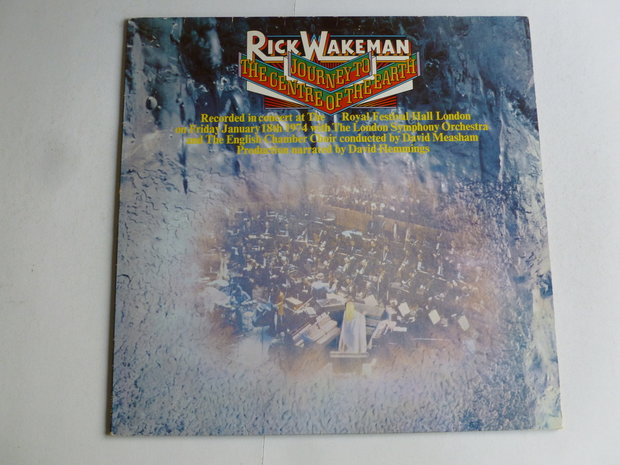 RICK WAKEMAN
JOURNEY TO
THE CENTRE OF THE EARTH
Recorded in concert at The Royal Festival Hall London
on Friday January 18th 1974 with The London Symphony Orchestra
and The English Chamber Choir conducted by David Measham
Production narrated by David Hemmings